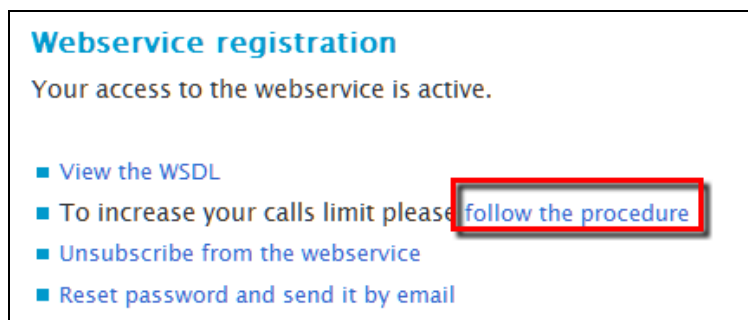 Webservice registration
Your access to the webservice is active.
View the WSDL
To increase your calls limit please follow the procedure
Unsubscribe from the webservice
Reset password and send it by email